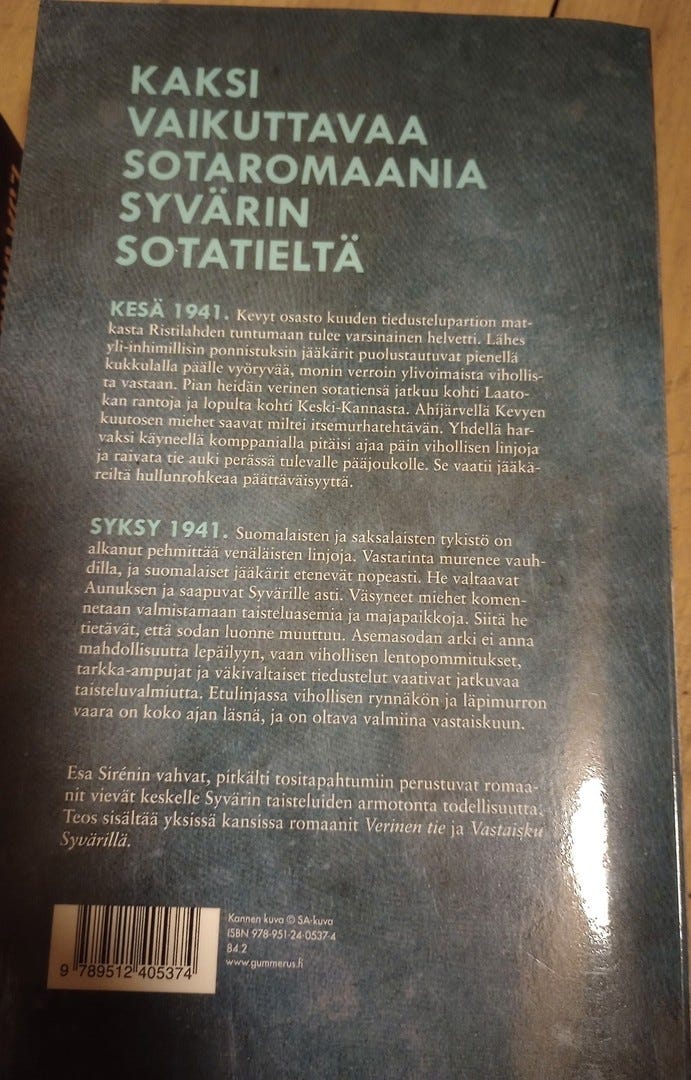 KAKSI
VAIKUTTAVAA
SOTAROMAANIA
SYVÄRIN
SOTATIELTÄ
KESÄ 1941. Kevyt osasto kuuden tiedustelupartion mat-
kasta Ristilahden tuntumaan tulee varsinainen helvetti. Lähes
yli-inhimillisin ponnistuksin jääkärit puolustautuvat pienellä
kukkulalla päälle vyöryvää, monin verroin ylivoimaista vihollis-
ta vastaan. Pian heidän verinen sotatiensä jatkuu kohti Laato-
kan rantoja ja lopulta kohti Keski-Kannasta. Ahijärvellä Kevyen
kuutosen miehet saavat miltei itsemurhatehtävän. Yhdellä har-
vaksi käyneellä komppanialla pitäisi ajaa päin vihollisen linjoja
ja raivata tie auki perässä tulevalle pääjoukolle. Se vaatii jääkä-
reiltä hullunrohkeaa päättäväisyyttä.
SYKSY 1941. Suomalaisten ja saksalaisten tykistö on
alkanut pehmittää venäläisten linjoja. Vastarinta murenee vauh-
dilla, ja suomalaiset jääkärit etenevät nopeasti. He valtaavat
Aunuksen ja saapuvat Syvärille asti. Väsyneet miehet komen-
netaan valmistamaan taisteluasemia ja majapaikkoja. Siitä he
tietävät, että sodan luonne muuttuu. Asemasodan arki ei anna
mahdollisuutta lepäilyyn, vaan vihollisen lentopommitukset,
tarkka-ampujat ja väkivaltaiset tiedustelut vaativat jatkuvaa
taisteluvalmiutta. Etulinjassa vihollisen rynnäkön ja läpimurron
vaara on koko ajan läsnä, ja on oltava valmiina vastaiskuun.
Esa Sirénin vahvat, pitkälti tositapahtumiin perustuvat romaa-
nit vievät keskelle Syvärin taisteluiden armotonta todellisuutta.
Teos sisältää yksissä kansissa romaanit Verinen tie ja Vastaisku
Syvärillä.
Kannen kuva © SA-kuva
ISBN 978-951-24-0537-4
84.2
www.gummerus.fi
9 789512 405374